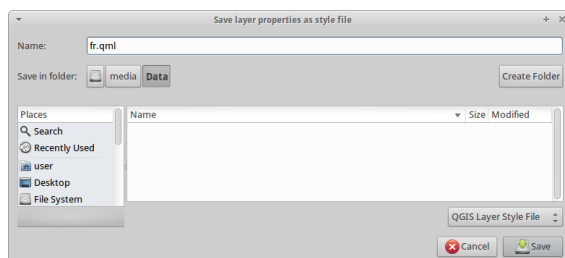 Save layer properties as style file
Name: fr.qml
Save in folder: media Data Create Folder
Places Name Size Modified
Search
Recently Used
user
Desktop
File System
QGIS Layer Style File
Cancel Save